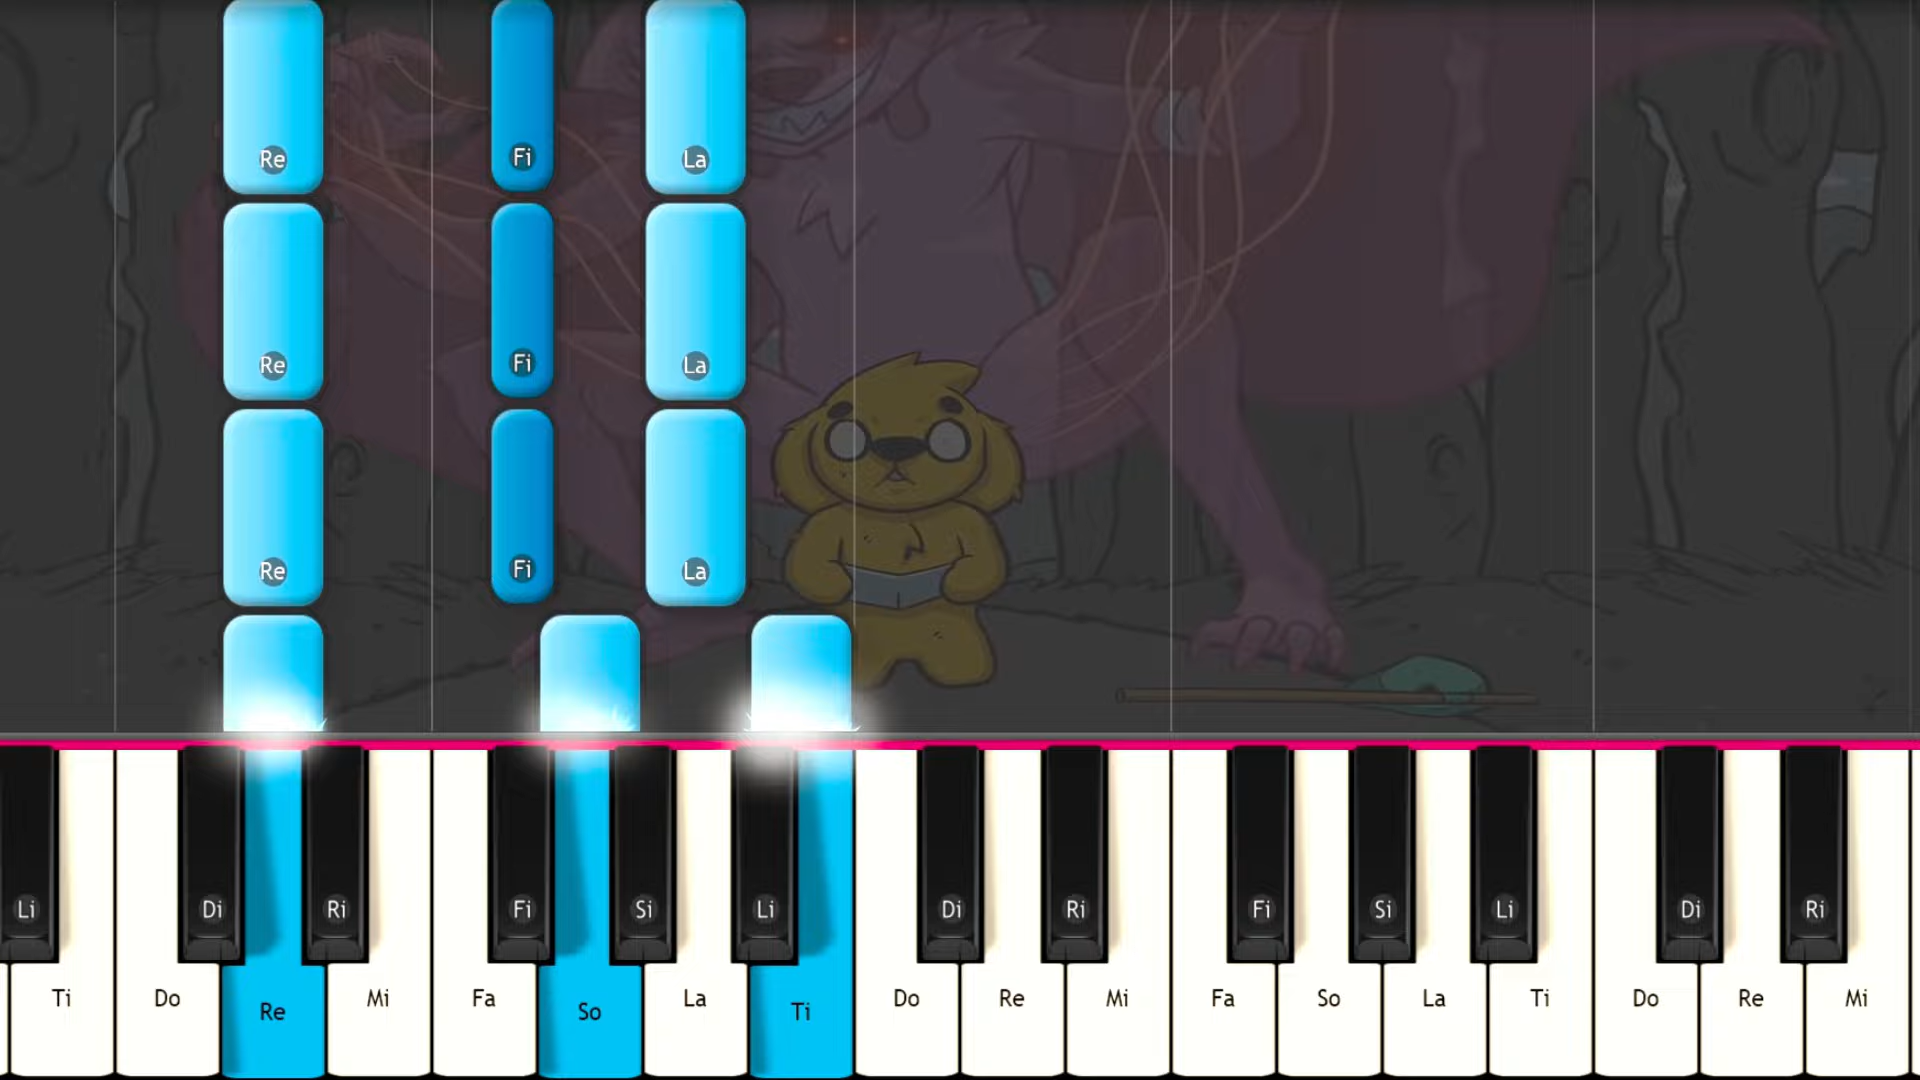 Re Fi La
Re Fi La
Re Fi La
Li Di Ri Fi Si Li Di Ri Fi Si Li Di Ri
Ti Do Re Mi Fa So La Ti Do Re Mi Fa So La Ti Do Re Mi